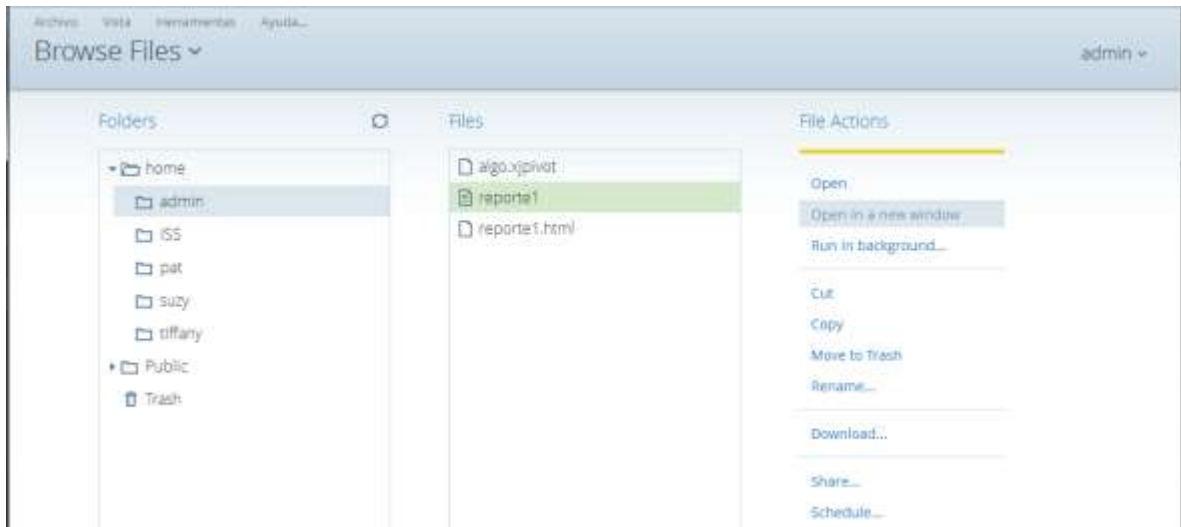 Archivo Vista Herramientas Ayuda...
Browse Files
admin
Folders
home
admin
ISS
pat
suzy
tiffany
Public
Trash
Files
algo.xjpivot
reporte1
reporte1.html
File Actions
Open
Open in a new window
Run in background...
Cut
Copy
Move to Trash
Rename...
Download...
Share...
Schedule...